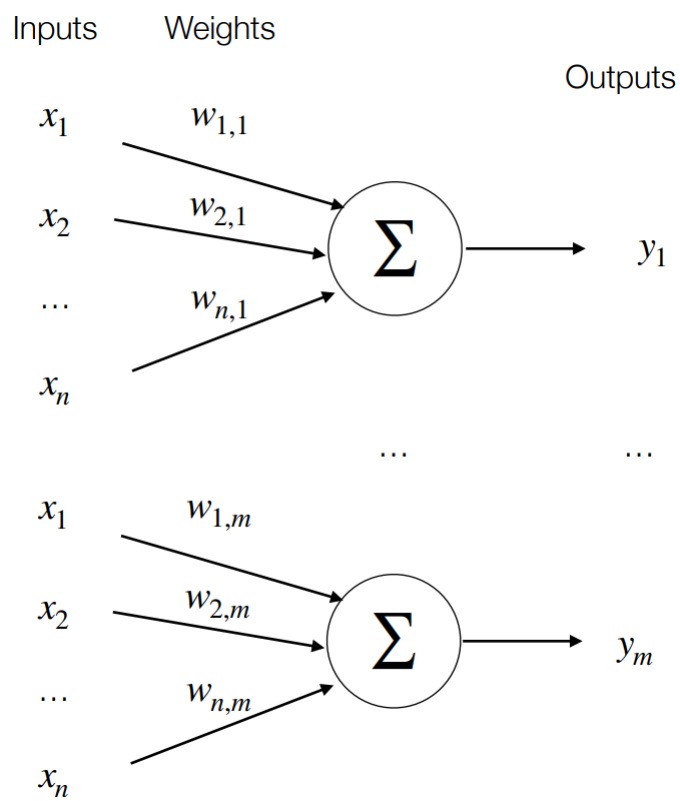 Inputs Weights
Outputs
x₁ w₁,₁
x₂ w₂,₁
Σ y₁
... wₙ,₁
xₙ
... ...
x₁ w₁,ₘ
x₂ w₂,ₘ
Σ yₘ
... wₙ,ₘ
xₙ